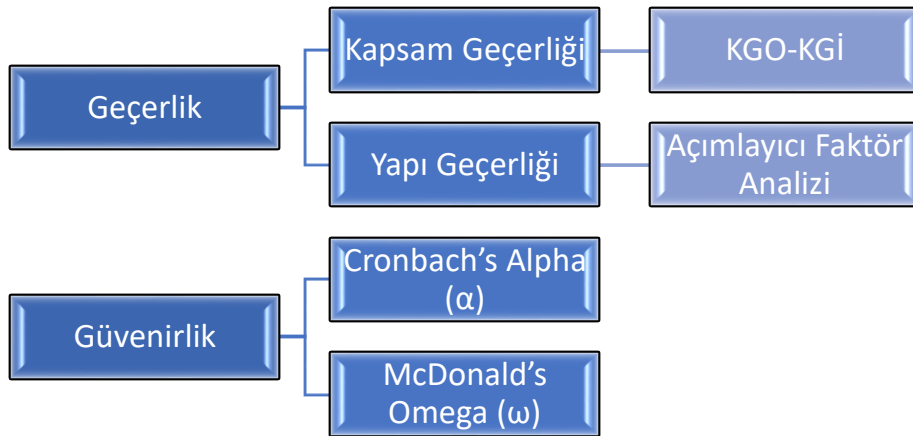 Geçerlik
Kapsam Geçerliği
KGO-KGİ
Yapı Geçerliği
Açımlayıcı Faktör
Analizi
Güvenirlik
Cronbach’s Alpha
(α)
McDonald’s
Omega (ω)